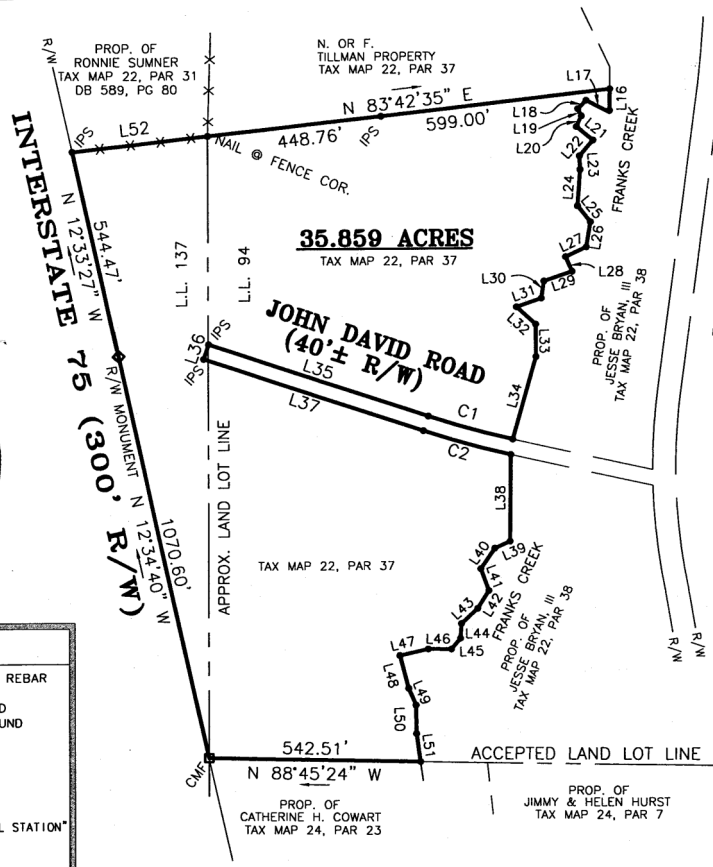 PROP. OF
RONNIE SUMNER
TAX MAP 22, PAR 31
DB 589, PG 80
R/W
N. OR F.
TILLMAN PROPERTY
TAX MAP 22, PAR 37
N 83°42'35" E
448.76'
IPS
599.00'
L52
IPS
NAIL @ FENCE COR.
L16
L17
L18
L19
L20
L21
L22
L23
L24
L25
L26
L27
L28
L29
L30
L31
L32
L33
L34
FRANKS CREEK
PROP. OF
JESSE BRYAN, III
TAX MAP 22, PAR 38
35.859 ACRES
TAX MAP 22, PAR 37
L.L. 137
L.L. 94
INTERSTATE 75 (300' R/W)
544.47'
N 12°33'27" W
R/W MONUMENT
1070.60'
N 12°34'40" W
JOHN DAVID ROAD
(40'± R/W)
IPS
L36
IPS
L35
C1
L37
C2
APPROX. LAND LOT LINE
TAX MAP 22, PAR 37
L38
L39
L40
L41
L42
L43
L44
L45
L46
L47
L48
L49
L50
L51
FRANKS CREEK
PROP. OF
JESSE BRYAN, III
TAX MAP 22, PAR 38
R/W
R/W
REBAR
UND
L STATION"
CMF
542.51'
N 88°45'24" W
ACCEPTED LAND LOT LINE
PROP. OF
CATHERINE H. COWART
TAX MAP 24, PAR 23
PROP. OF
JIMMY & HELEN HURST
TAX MAP 24, PAR 7